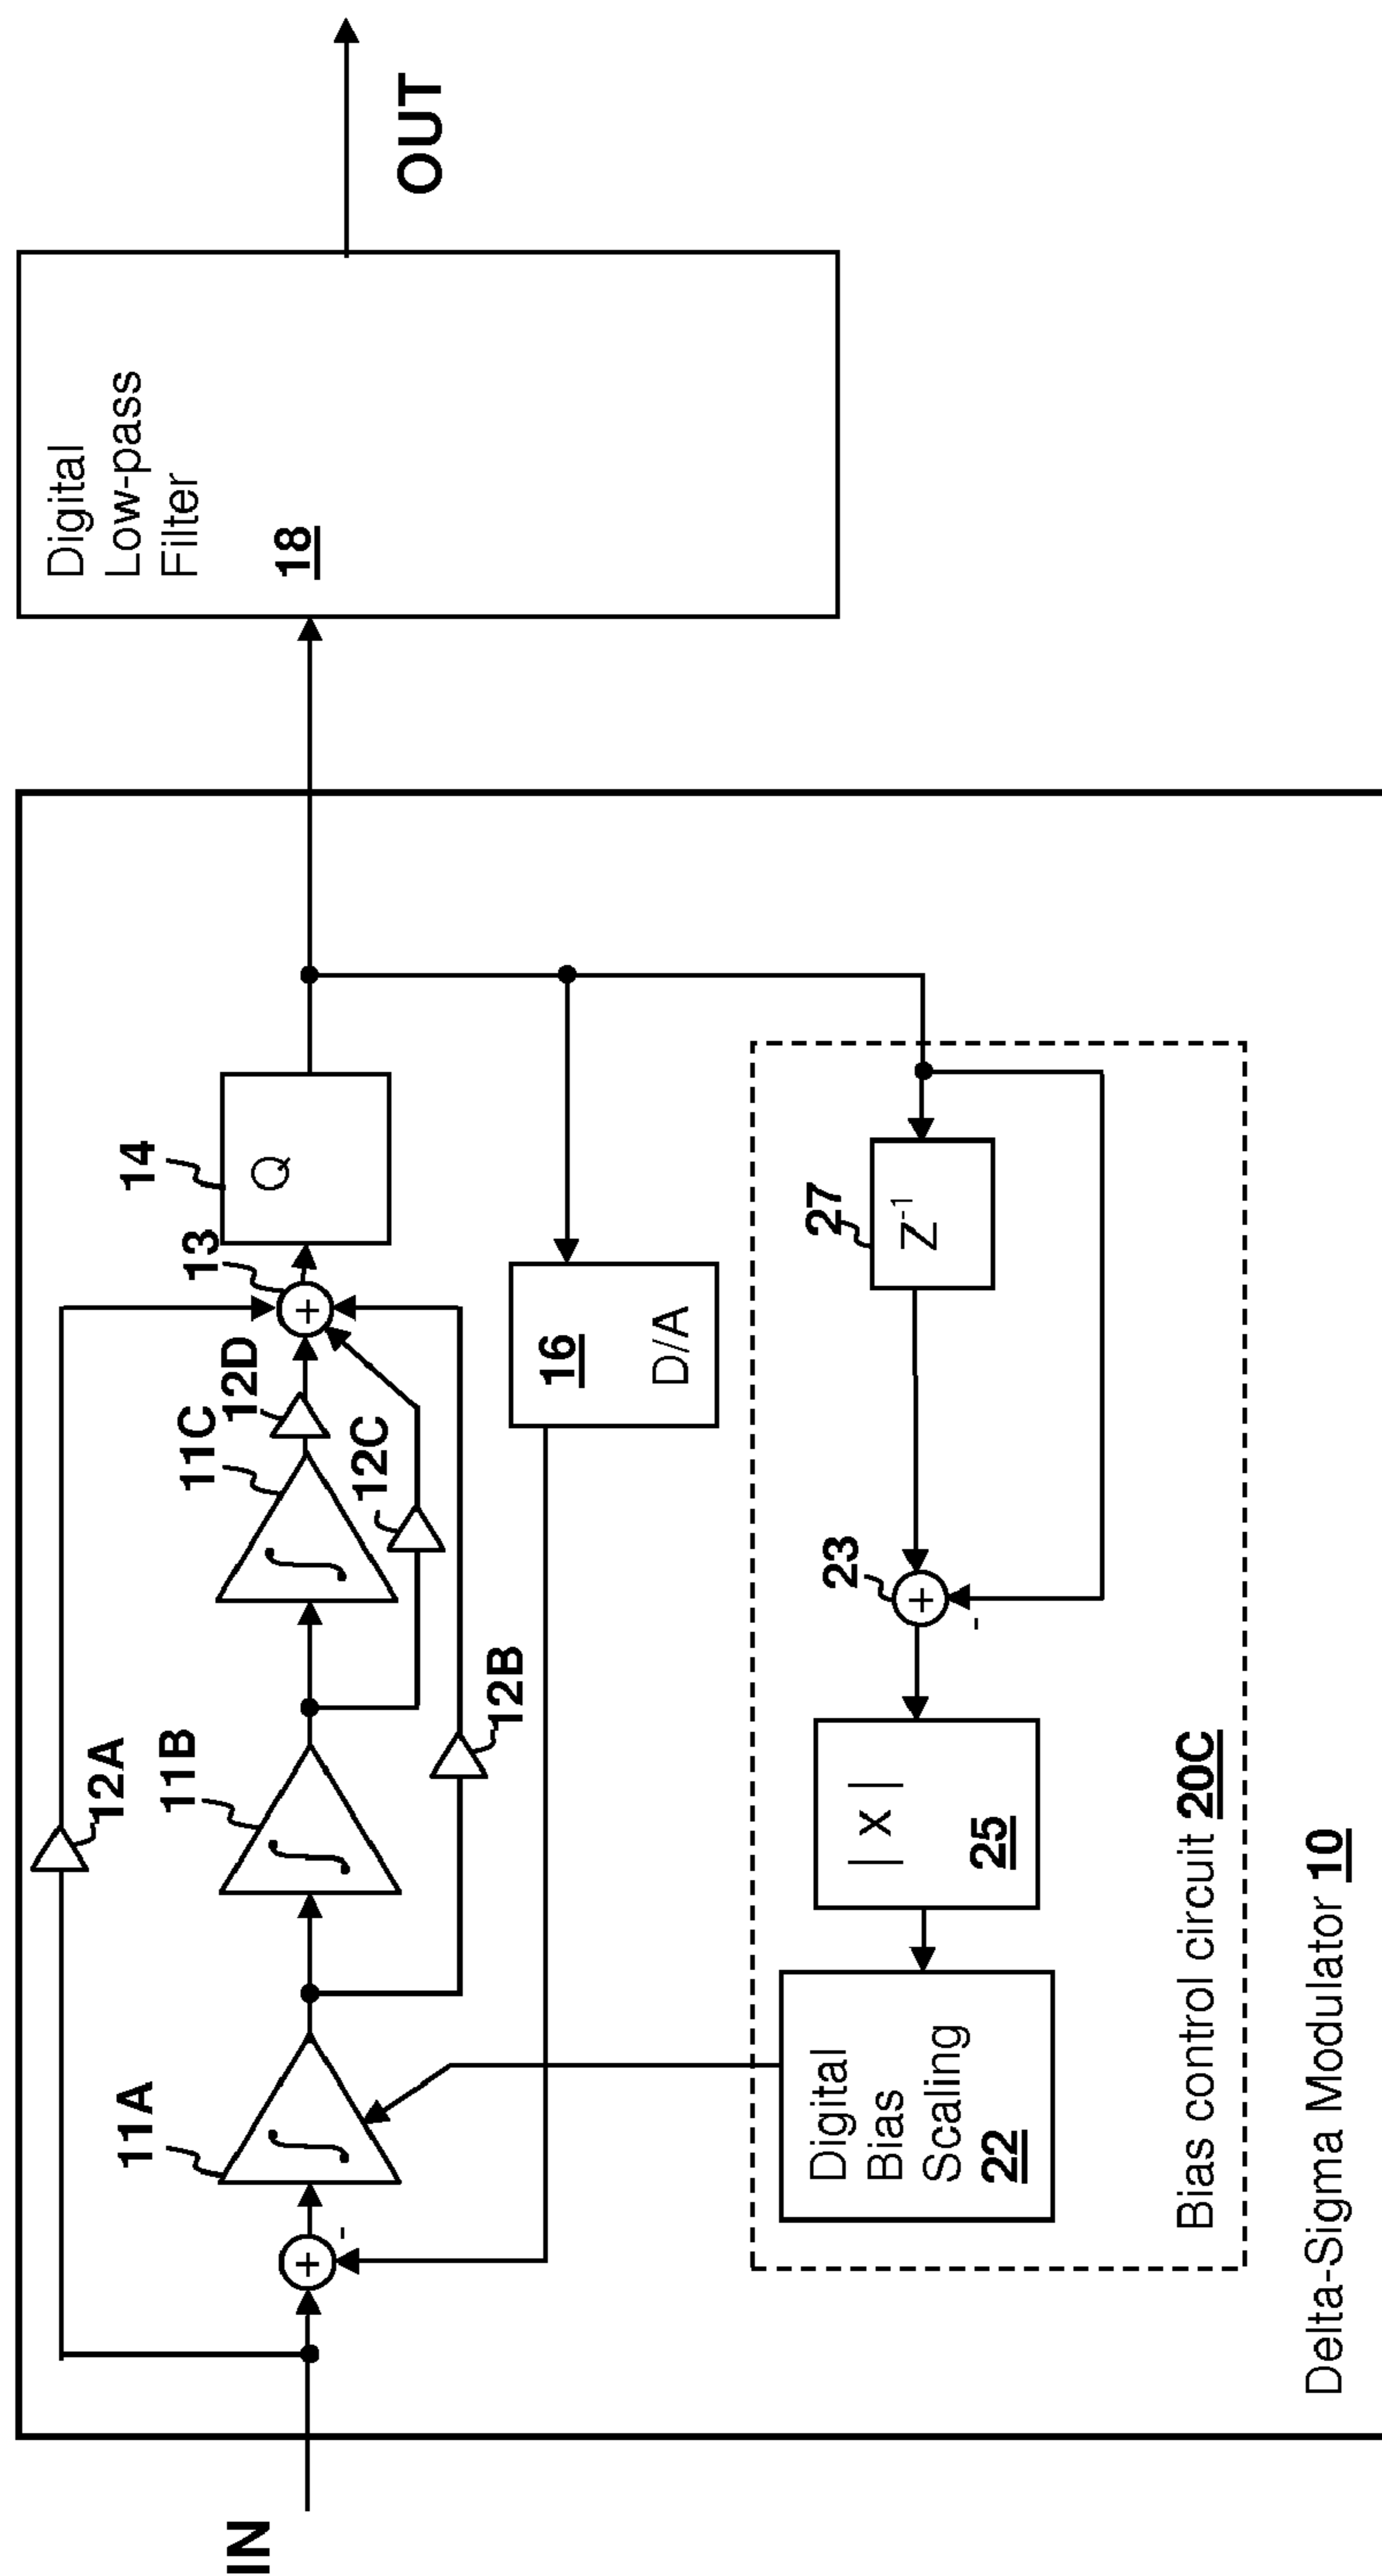 IN
+
-
11A
∫
12A
11B
∫
12B
11C
∫
12C
12D
13
+
14
Q
16
D/A
Digital
Bias
Scaling
22
| x |
25
23
+
-
27
Z⁻¹
Bias control circuit 20C
Delta-Sigma Modulator 10
Digital
Low-pass
Filter
18
OUT